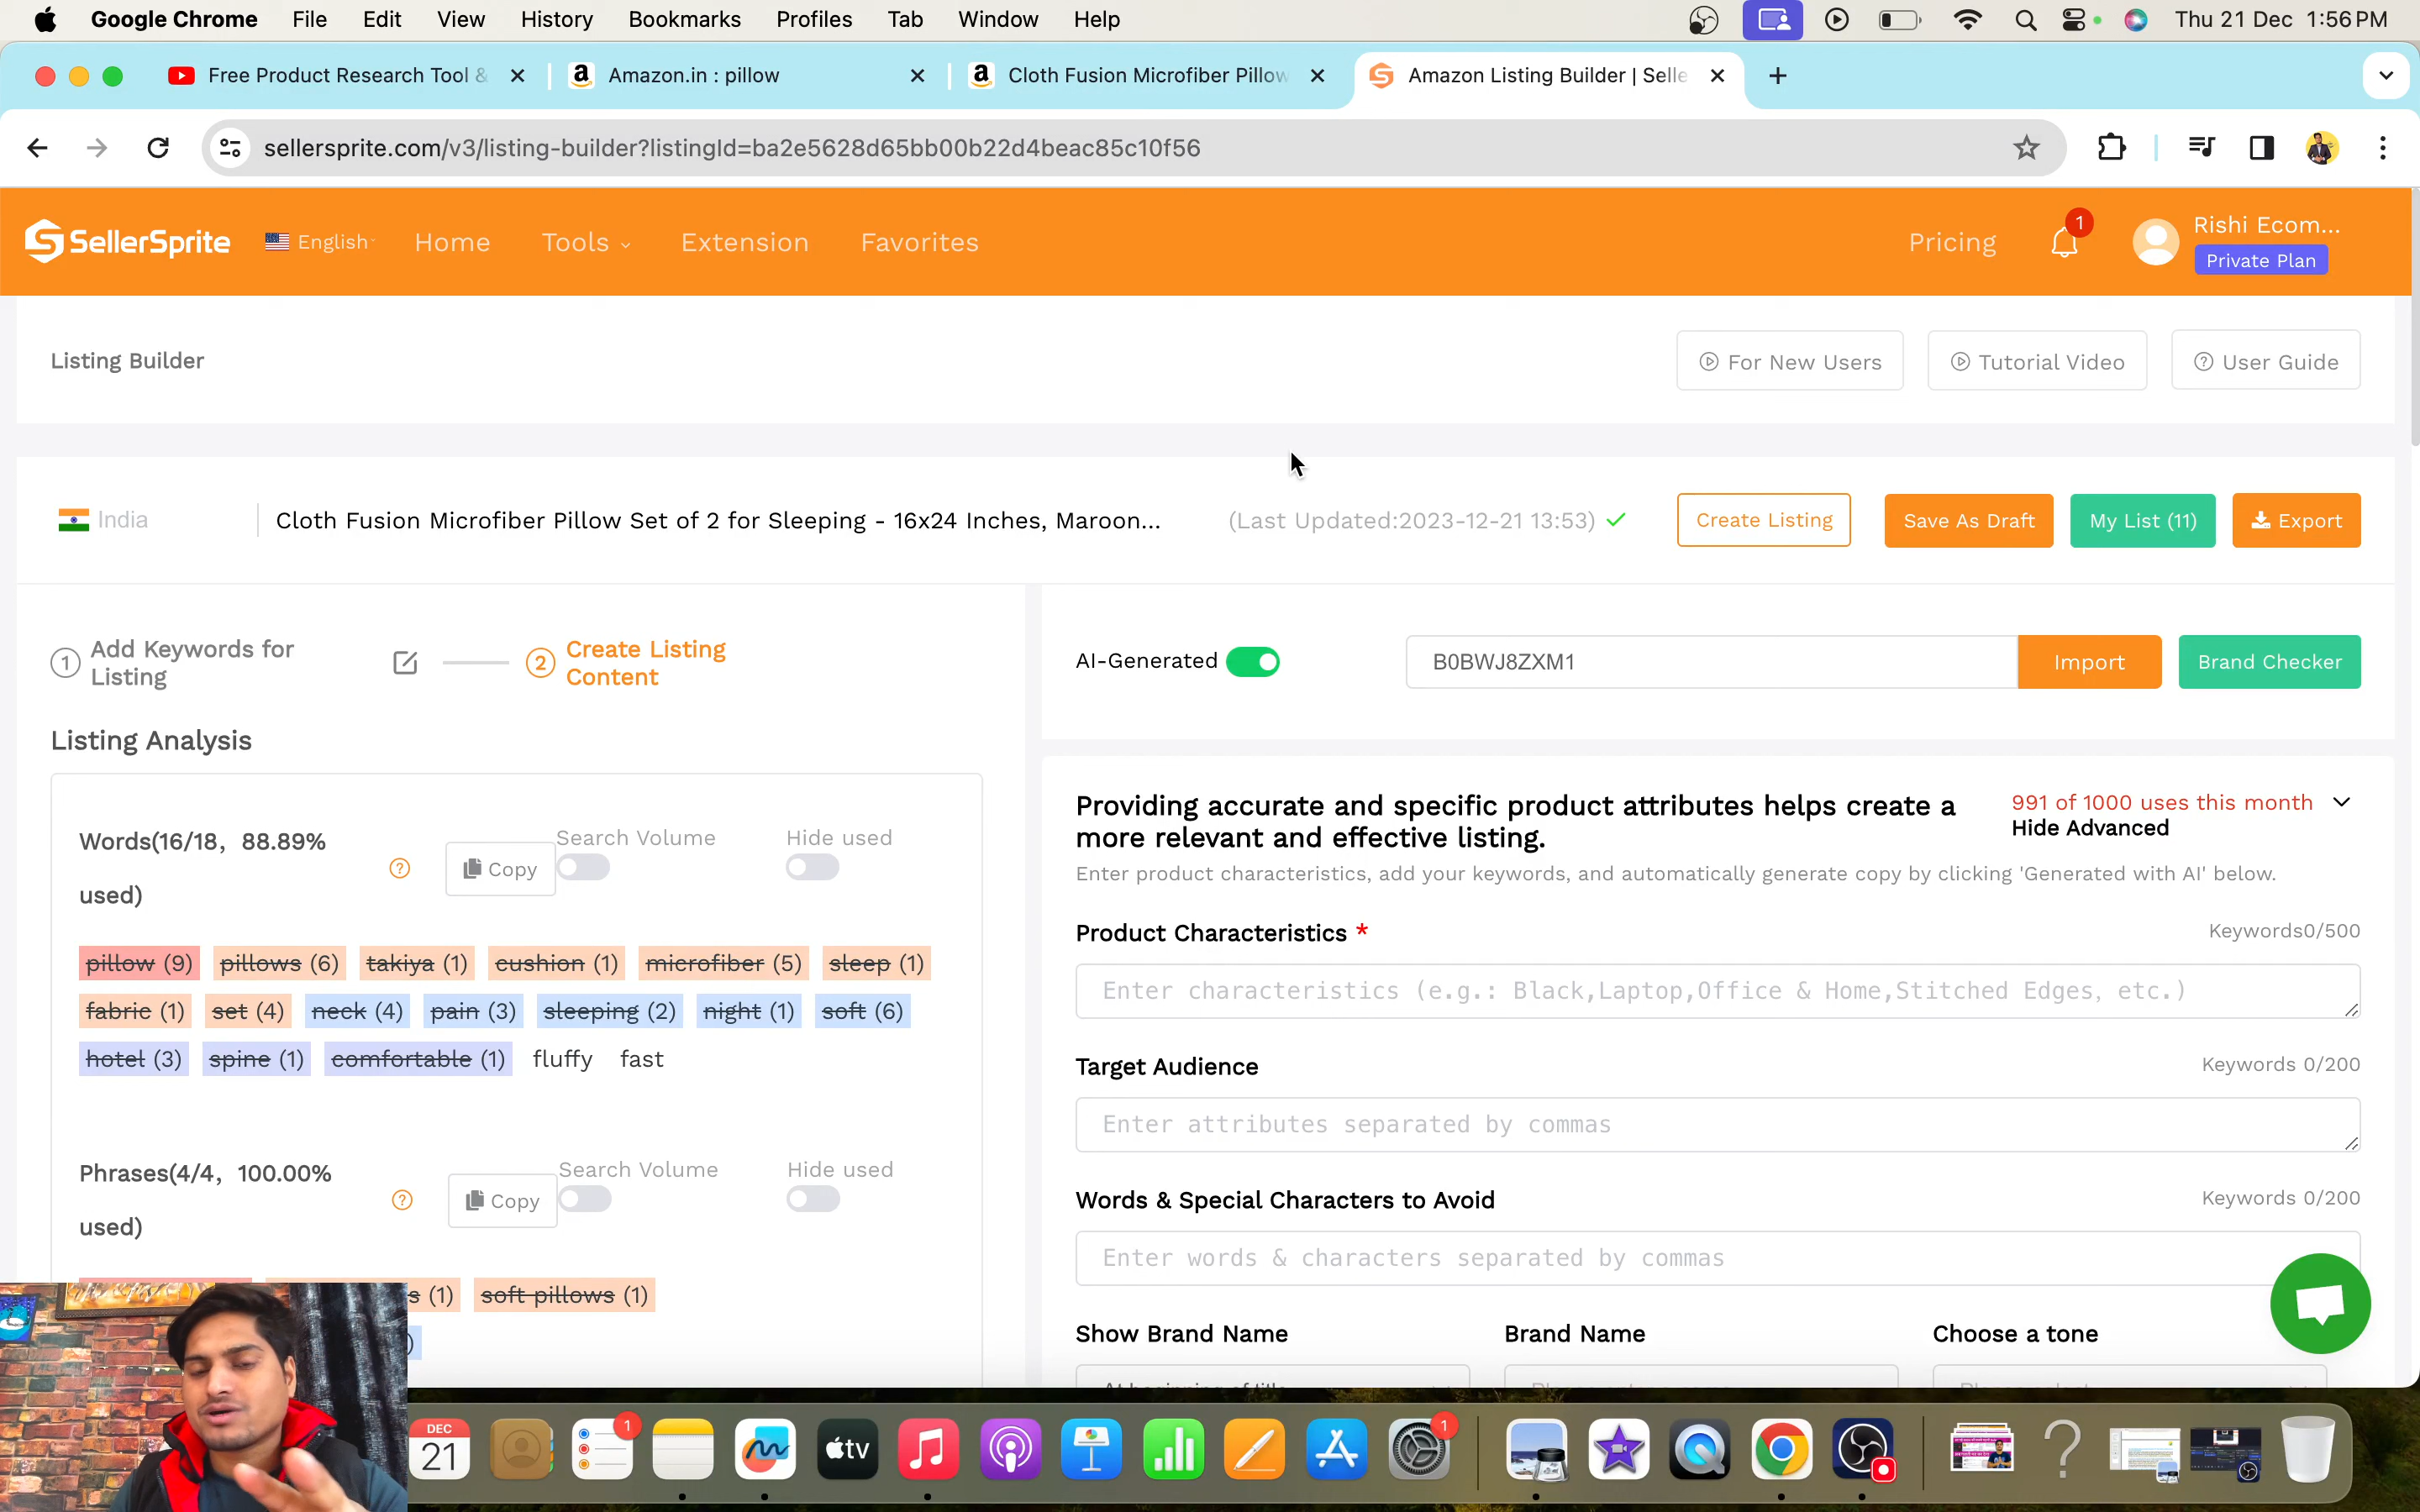 Google Chrome File Edit View History Bookmarks Profiles Tab Window Help Thu 21 Dec 1:56 PM
Free Product Research Tool & Amazon.in : pillow Cloth Fusion Microfiber Pillow Amazon Listing Builder | Selle
sellersprite.com/v3/listing-builder?listingId=ba2e5628d65bb00b22d4beac85c10f56
SellerSprite English Home Tools Extension Favorites Pricing 1 Rishi Ecom...
Private Plan
Listing Builder For New Users Tutorial Video User Guide
India Cloth Fusion Microfiber Pillow Set of 2 for Sleeping - 16x24 Inches, Maroon... (Last Updated:2023-12-21 13:53) Create Listing Save As Draft My List (11) Export
1 Add Keywords for Listing 2 Create Listing Content
AI-Generated B0BWJ8ZXM1 Import Brand Checker
Listing Analysis
Words(16/18, 88.89% used) Copy Search Volume Hide used
pillow (9) pillows (6) takiya (1) cushion (1) microfiber (5) sleep (1)
fabric (1) set (4) neck (4) pain (3) sleeping (2) night (1) soft (6)
hotel (3) spine (1) comfortable (1) fluffy fast
Phrases(4/4, 100.00% used) Copy Search Volume Hide used
s (1) soft pillows (1)
)
Providing accurate and specific product attributes helps create a
more relevant and effective listing.
991 of 1000 uses this month
Hide Advanced
Enter product characteristics, add your keywords, and automatically generate copy by clicking 'Generated with AI' below.
Product Characteristics * Keywords0/500
Enter characteristics (e.g.: Black,Laptop,Office & Home,Stitched Edges, etc.)
Target Audience Keywords 0/200
Enter attributes separated by commas
Words & Special Characters to Avoid Keywords 0/200
Enter words & characters separated by commas
Show Brand Name Brand Name Choose a tone
DEC
21
1
tv
1